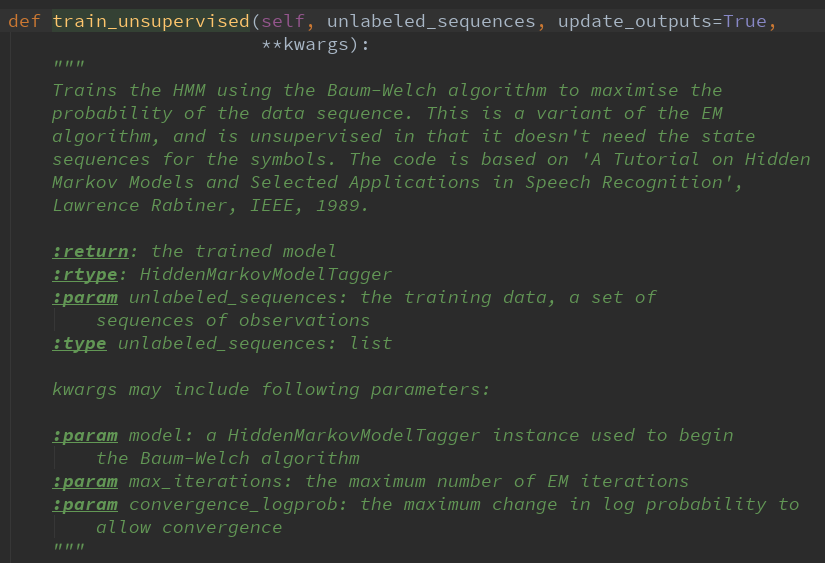 def train_unsupervised(self, unlabeled_sequences, update_outputs=True,
                       **kwargs):
    """
    Trains the HMM using the Baum-Welch algorithm to maximise the
    probability of the data sequence. This is a variant of the EM
    algorithm, and is unsupervised in that it doesn't need the state
    sequences for the symbols. The code is based on 'A Tutorial on Hidden
    Markov Models and Selected Applications in Speech Recognition',
    Lawrence Rabiner, IEEE, 1989.

    :return: the trained model
    :rtype: HiddenMarkovModelTagger
    :param unlabeled_sequences: the training data, a set of
        sequences of observations
    :type unlabeled_sequences: list

    kwargs may include following parameters:

    :param model: a HiddenMarkovModelTagger instance used to begin
        the Baum-Welch algorithm
    :param max_iterations: the maximum number of EM iterations
    :param convergence_logprob: the maximum change in log probability to
        allow convergence
    """